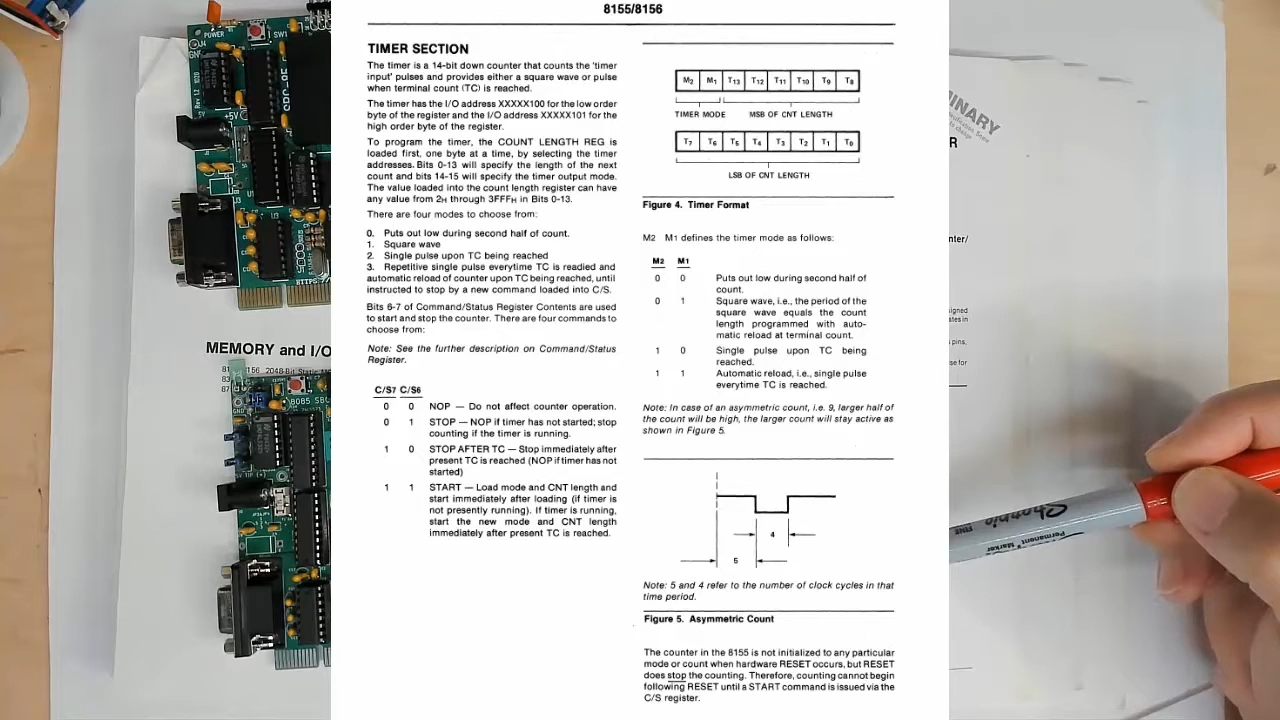 8155/8156
TIMER SECTION
The timer is a 14-bit down counter that counts the 'timer
input' pulses and provides either a square wave or pulse
when terminal count (TC) is reached.
The timer has the I/O address XXXXX100 for the low order
byte of the register and the I/O address XXXXX101 for the
high order byte of the register.
To program the timer, the COUNT LENGTH REG is
loaded first, one byte at a time, by selecting the timer
addresses. Bits 0-13 will specify the length of the next
count and bits 14-15 will specify the timer output mode.
The value loaded into the count length register can have
any value from 2H through 3FFFH in Bits 0-13.
There are four modes to choose from:
0. Puts out low during second half of count.
1. Square wave
2. Single pulse upon TC being reached
3. Repetitive single pulse everytime TC is readied and
automatic reload of counter upon TC being reached, until
instructed to stop by a new command loaded into C/S.
Bits 6-7 of Command/Status Register Contents are used
to start and stop the counter. There are four commands to
choose from:
Note: See the further description on Command/Status
Register.
C/S7 C/S6
0 0 NOP — Do not affect counter operation.
0 1 STOP — NOP if timer has not started; stop
counting if the timer is running.
1 0 STOP AFTER TC — Stop immediately after
present TC is reached (NOP if timer has not
started)
1 1 START — Load mode and CNT length and
start immediately after loading (if timer is
not presently running). If timer is running,
start the new mode and CNT length
immediately after present TC is reached.
M2 M1 T13 T12 T11 T10 T9 T8
TIMER MODE MSB OF CNT LENGTH
T7 T6 T5 T4 T3 T2 T1 T0
LSB OF CNT LENGTH
Figure 4. Timer Format
M2 M1 defines the timer mode as follows:
M2 M1
0 0 Puts out low during second half of
count.
0 1 Square wave, i.e., the period of the
square wave equals the count
length programmed with auto-
matic reload at terminal count.
1 0 Single pulse upon TC being
reached.
1 1 Automatic reload, i.e., single pulse
everytime TC is reached.
Note: In case of an asymmetric count, i.e. 9, larger half of
the count will be high, the larger count will stay active as
shown in Figure 5.
4
5
Note: 5 and 4 refer to the number of clock cycles in that
time period.
Figure 5. Asymmetric Count
The counter in the 8155 is not initialized to any particular
mode or count when hardware RESET occurs, but RESET
does stop the counting. Therefore, counting cannot begin
following RESET until a START command is issued via the
C/S register.
POWER
SW1
+5V
U3
MEMORY and I/O
8085
Sharpie
FINE
Permanent Marker